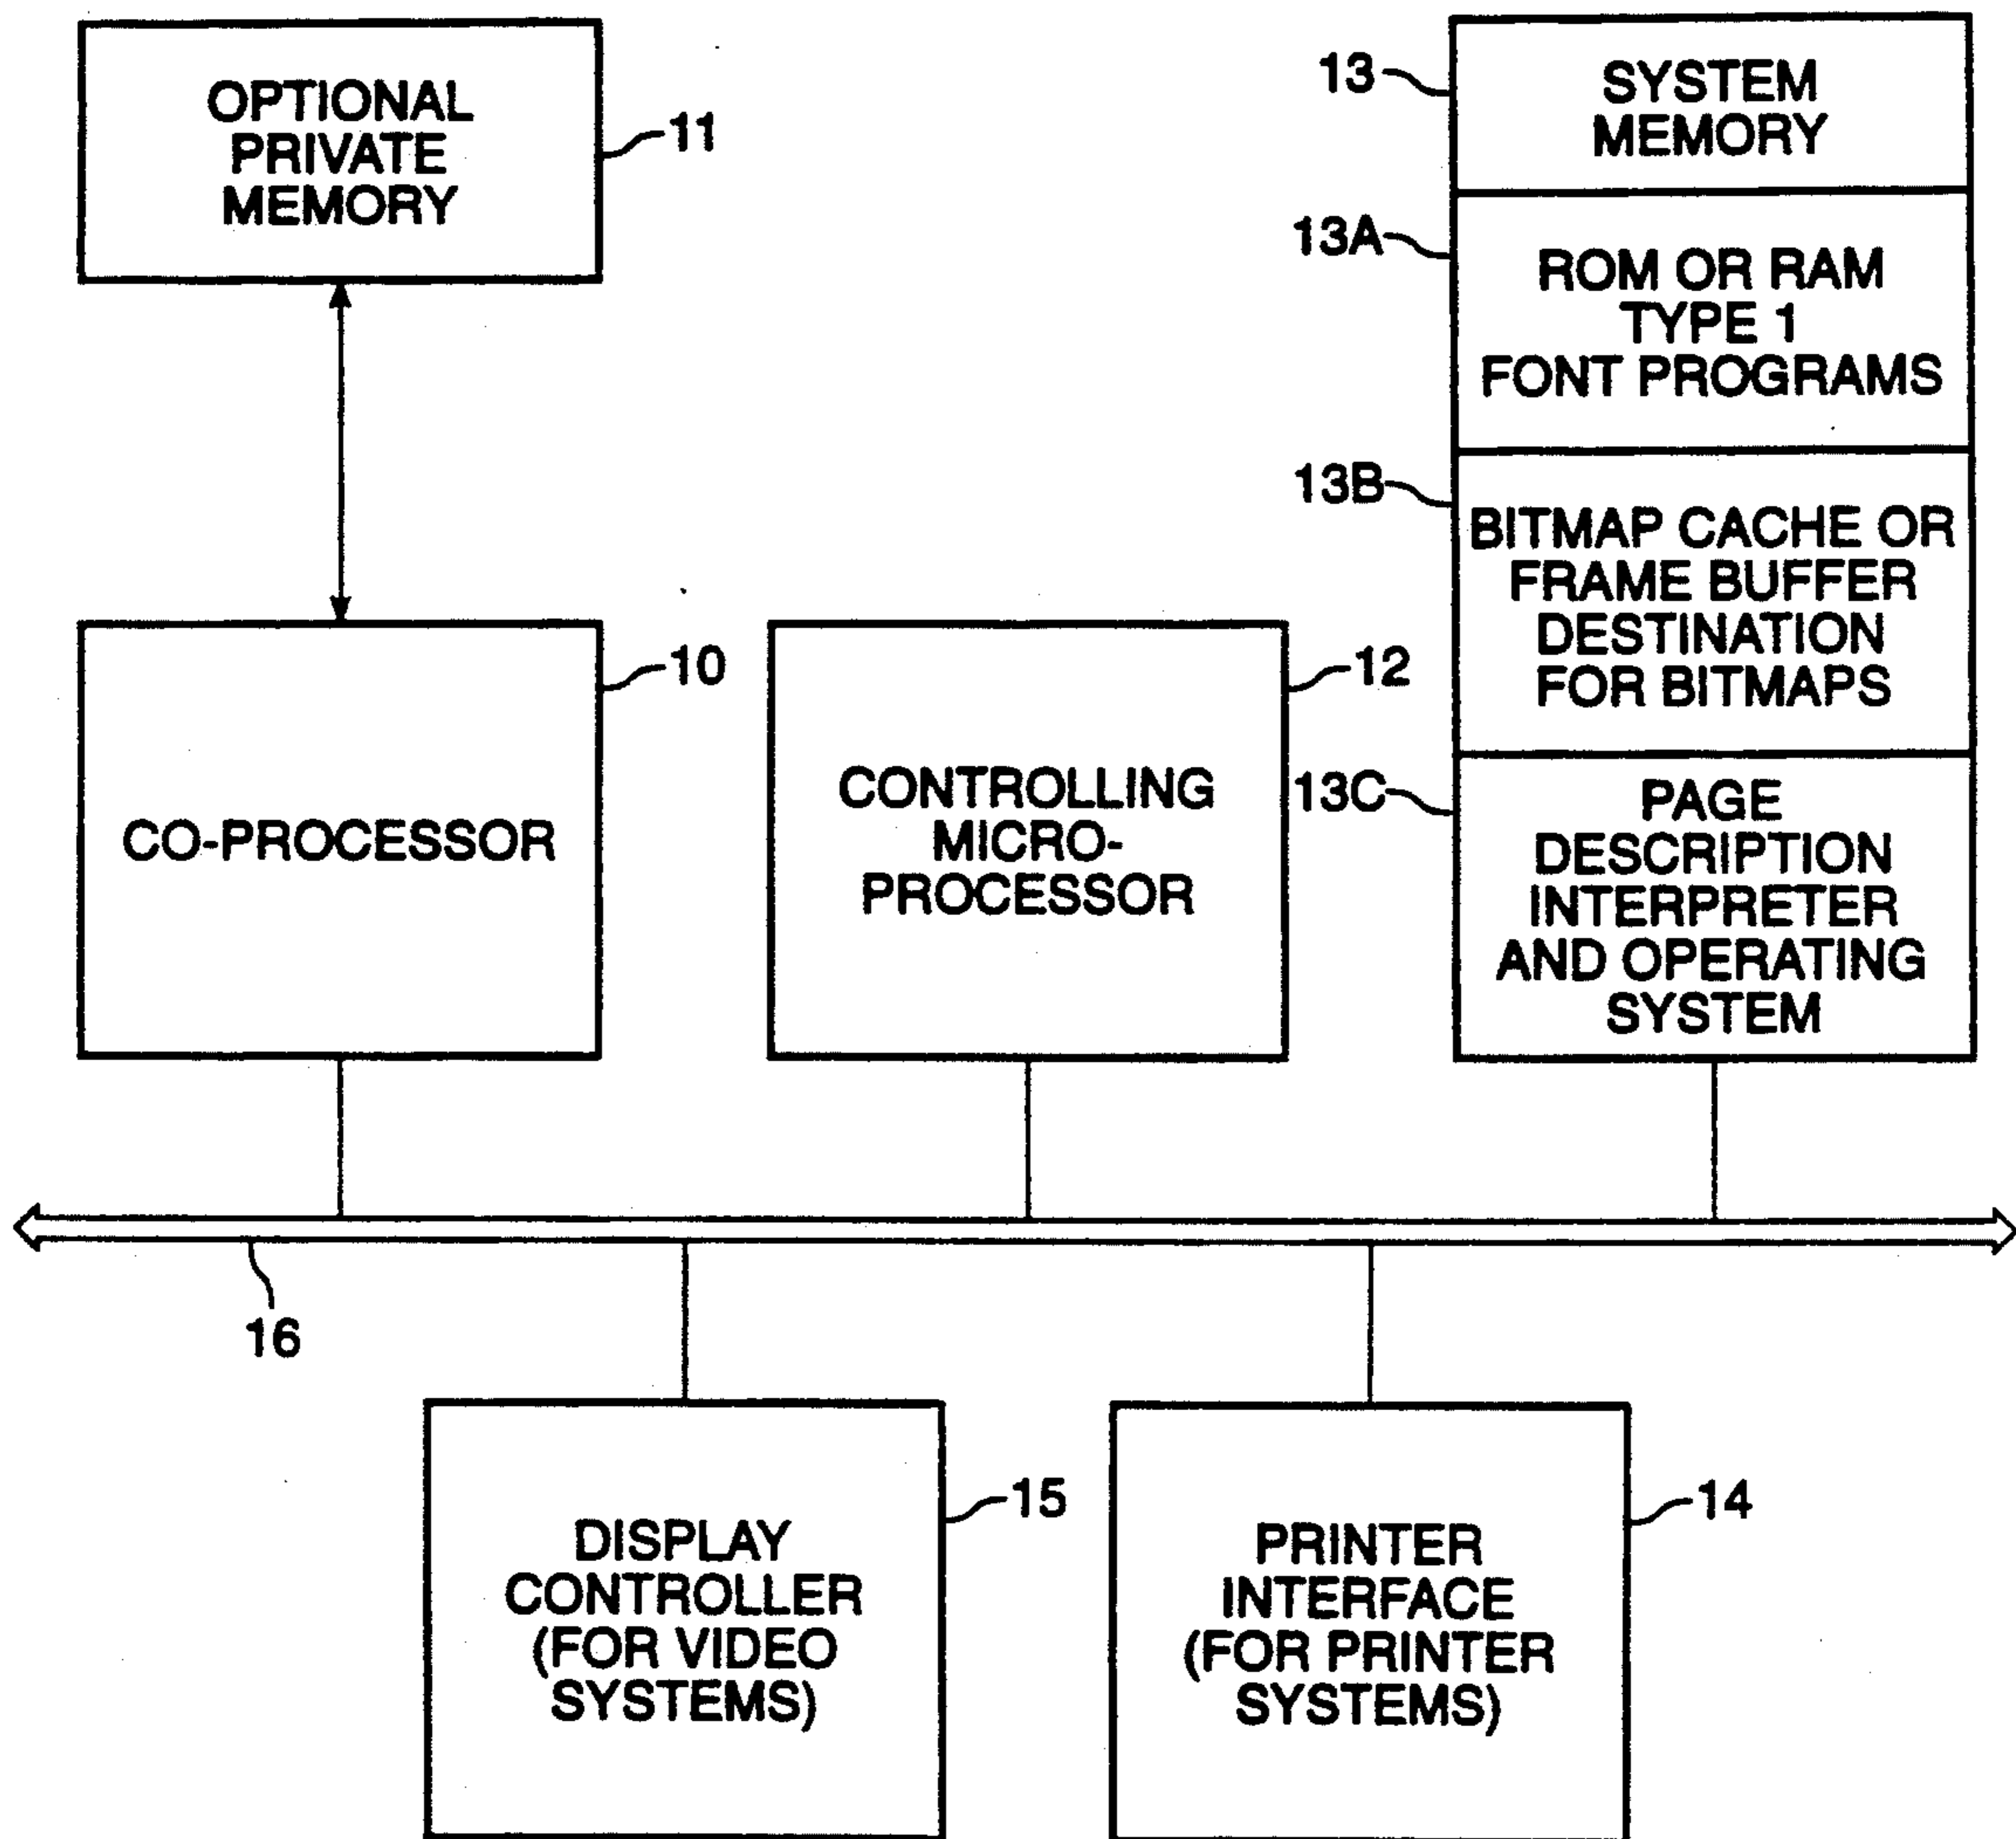 OPTIONAL
PRIVATE
MEMORY
11
13
SYSTEM
MEMORY
13A
ROM OR RAM
TYPE 1
FONT PROGRAMS
13B
BITMAP CACHE OR
FRAME BUFFER
DESTINATION
FOR BITMAPS
13C
PAGE
DESCRIPTION
INTERPRETER
AND OPERATING
SYSTEM
10
CO-PROCESSOR
12
CONTROLLING
MICRO-
PROCESSOR
16
15
DISPLAY
CONTROLLER
(FOR VIDEO
SYSTEMS)
14
PRINTER
INTERFACE
(FOR PRINTER
SYSTEMS)